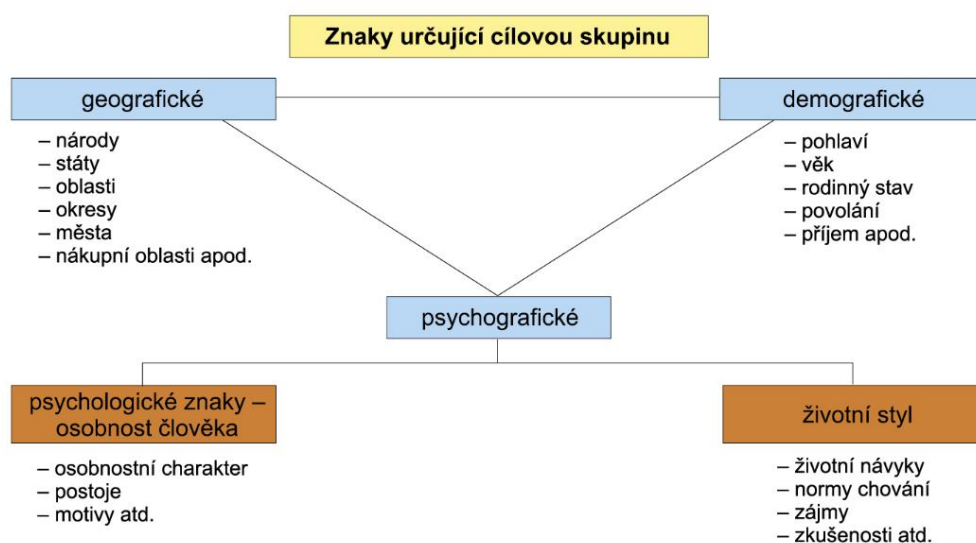 Znaky určující cílovou skupinu
geografické
– národy
– státy
– oblasti
– okresy
– města
– nákupní oblasti apod.
demografické
– pohlaví
– věk
– rodinný stav
– povolání
– příjem apod.
psychografické
psychologické znaky –
osobnost člověka
– osobnostní charakter
– postoje
– motivy atd.
životní styl
– životní návyky
– normy chování
– zájmy
– zkušenosti atd.